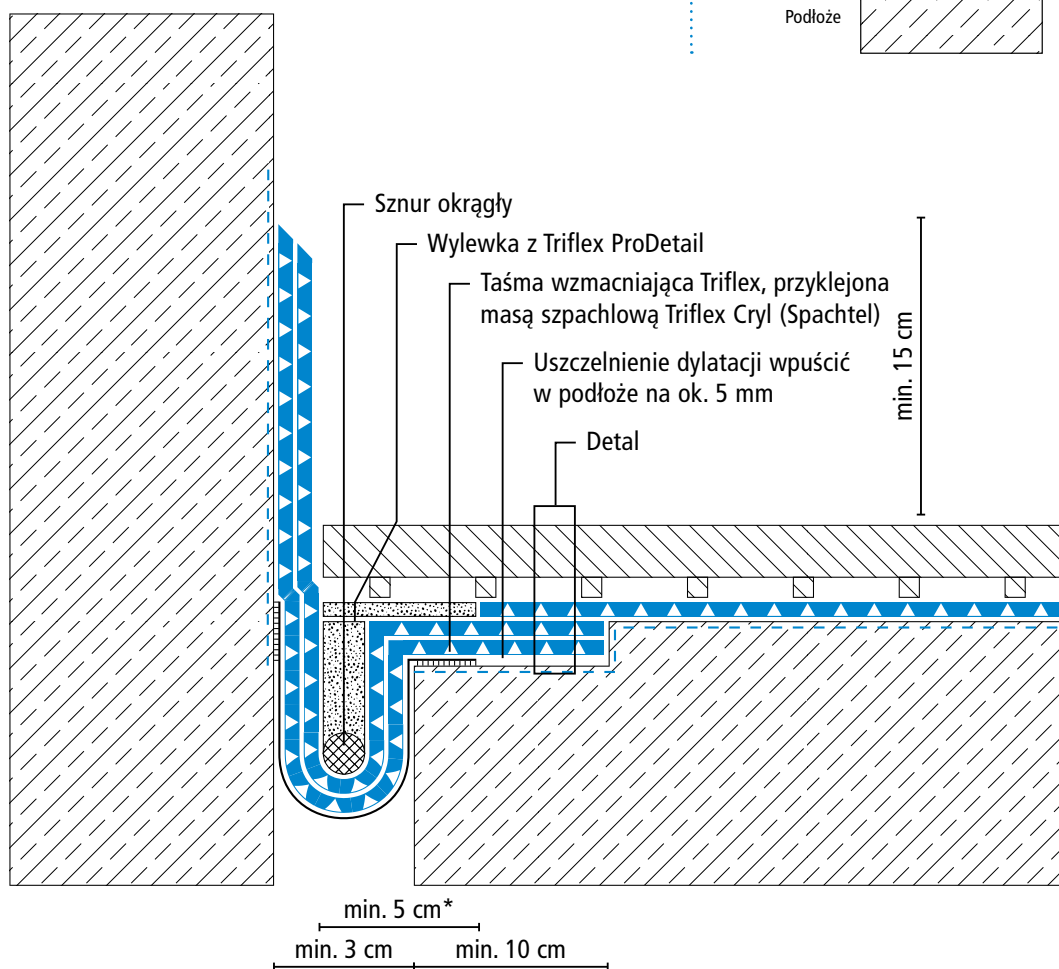 Podłoże
Sznur okrągły
Wylewka z Triflex ProDetail
Taśma wzmacniająca Triflex, przyklejona
masą szpachlową Triflex Cryl (Spachtel)
Uszczelnienie dylatacji wpuścić
w podłoże na ok. 5 mm
Detal
min. 15 cm
min. 5 cm*
min. 3 cm
min. 10 cm